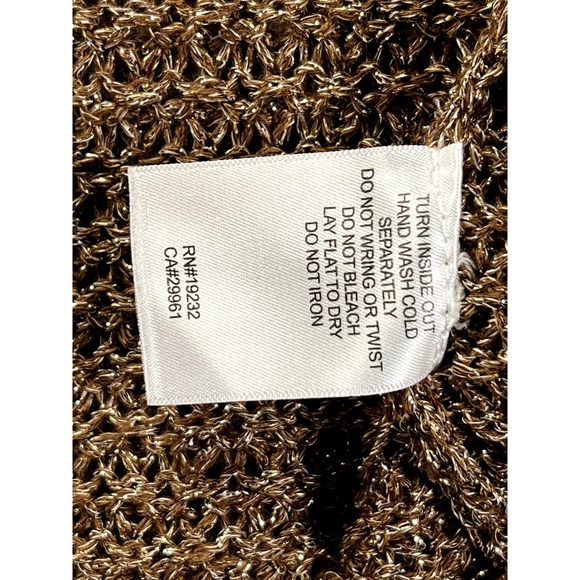 TURN INSIDE OUT
HAND WASH COLD
SEPARATELY
DO NOT WRING OR TWIST
DO NOT BLEACH
LAY FLAT TO DRY
DO NOT IRON
RN#19232
CA#29961